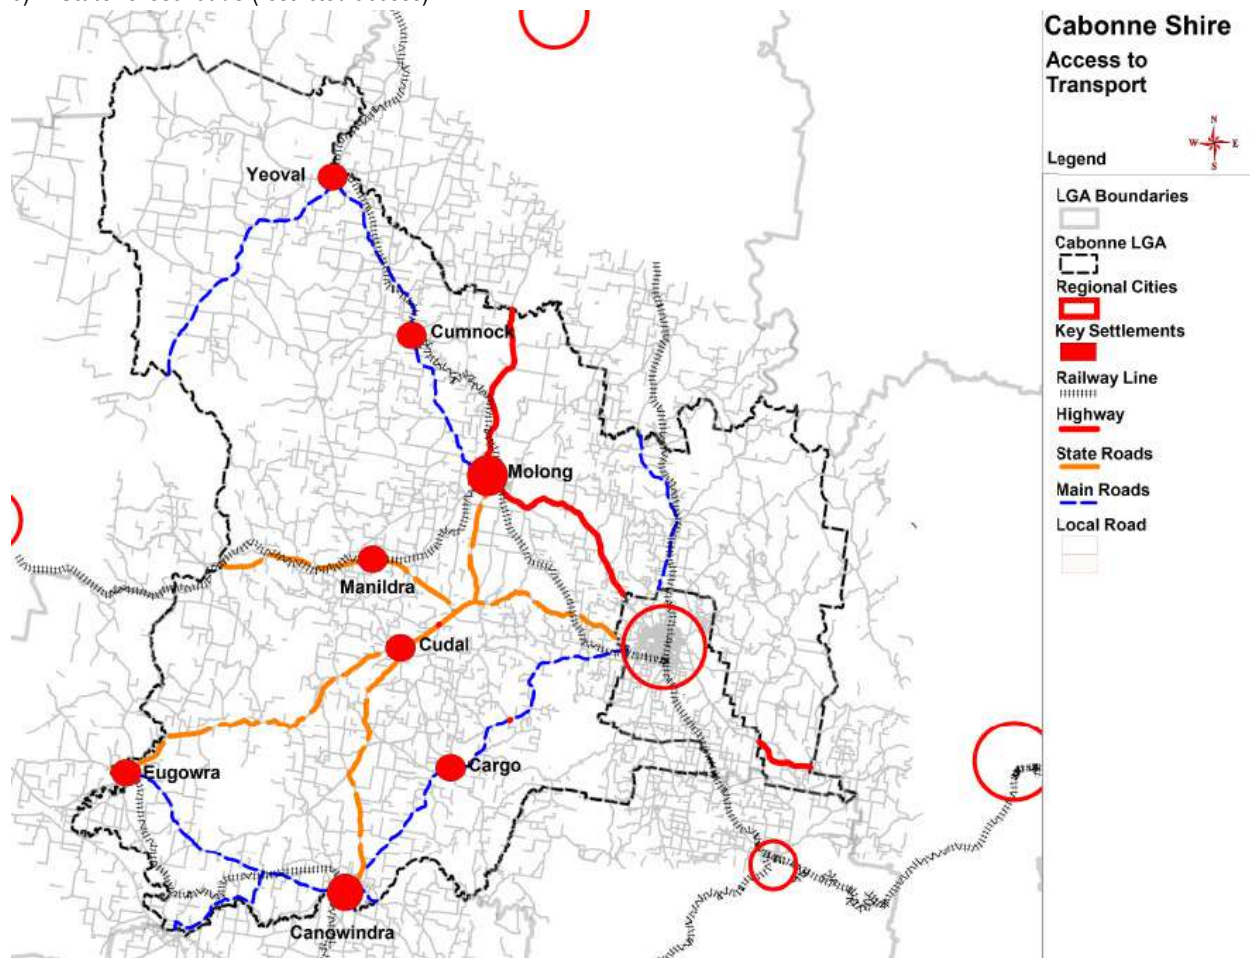 Cabonne Shire
Access to
Transport
N
W E
S
Legend
LGA Boundaries
Cabonne LGA
Regional Cities
Key Settlements
Railway Line
Highway
State Roads
Main Roads
Local Road
Yeoval
Cumnock
Molong
Manildra
Cudal
Eugowra
Cargo
Canowindra